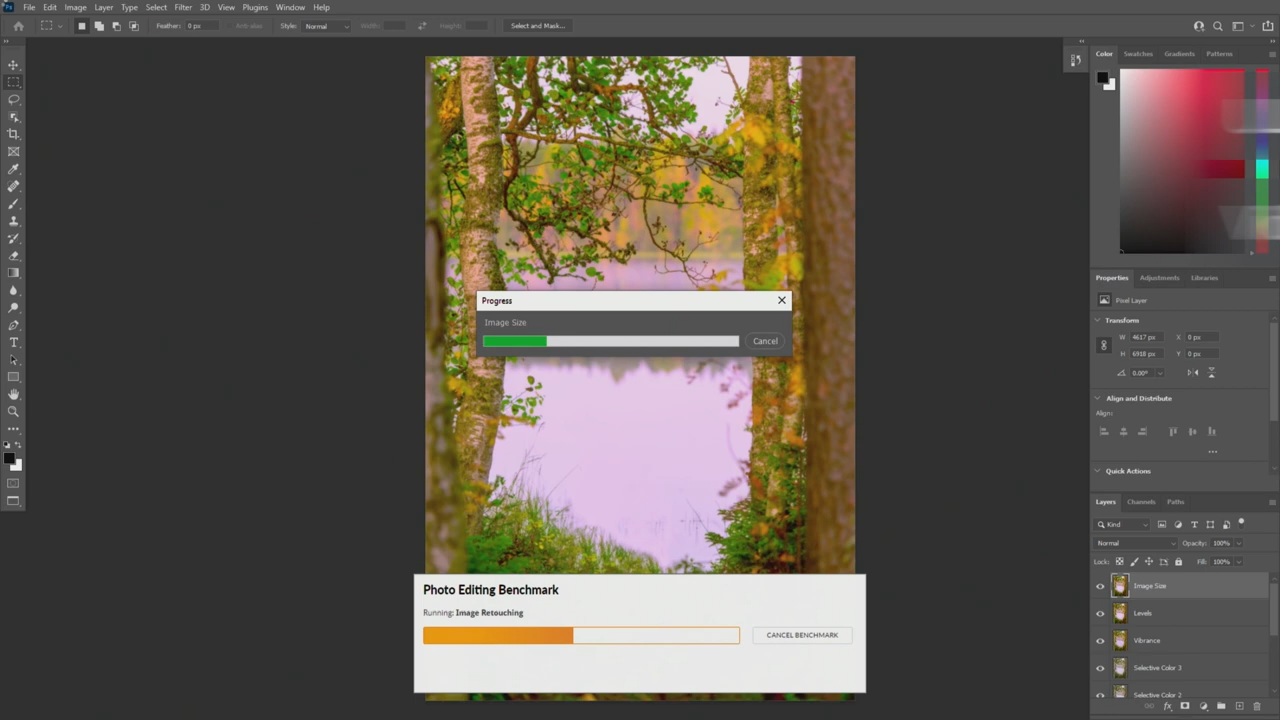 File Edit Image Layer Type Select Filter 3D View Plugins Window Help
Feather: 0 px Anti-alias Style: Normal Width: Height: Select and Mask...
Color Swatches Gradients Patterns
Progress
Image Size
Cancel
Properties Adjustments Libraries
Pixel Layer
Transform
W 4617 px X 0 px
H 6918 px Y 0 px
0.00°
Align and Distribute
Align:
Quick Actions
Layers Channels Paths
Kind
Normal Opacity: 100%
Lock: Fill: 100%
Image Size
Levels
Vibrance
Selective Color 3
Selective Color 2
Photo Editing Benchmark
Running: Image Retouching
CANCEL BENCHMARK